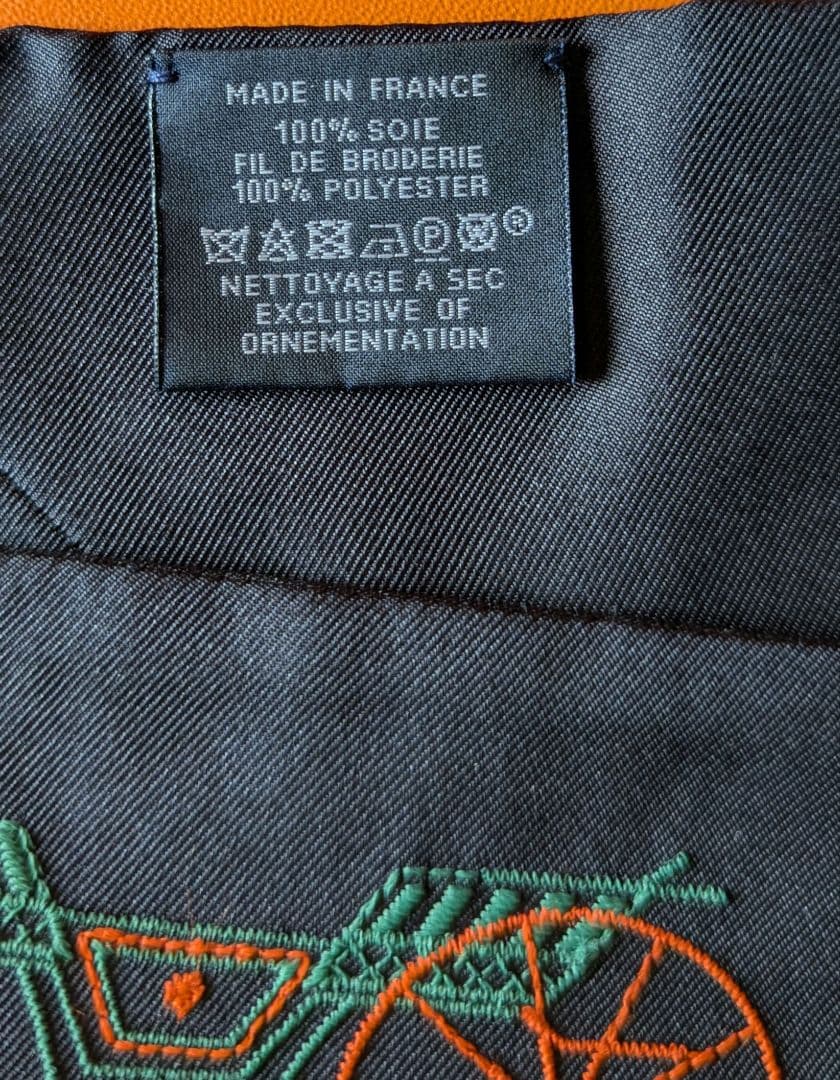 MADE IN FRANCE
100% SOIE
FIL DE BRODERIE
100% POLYESTER
P W R
NETTOYAGE A SEC
EXCLUSIVE OF
ORNEMENTATION